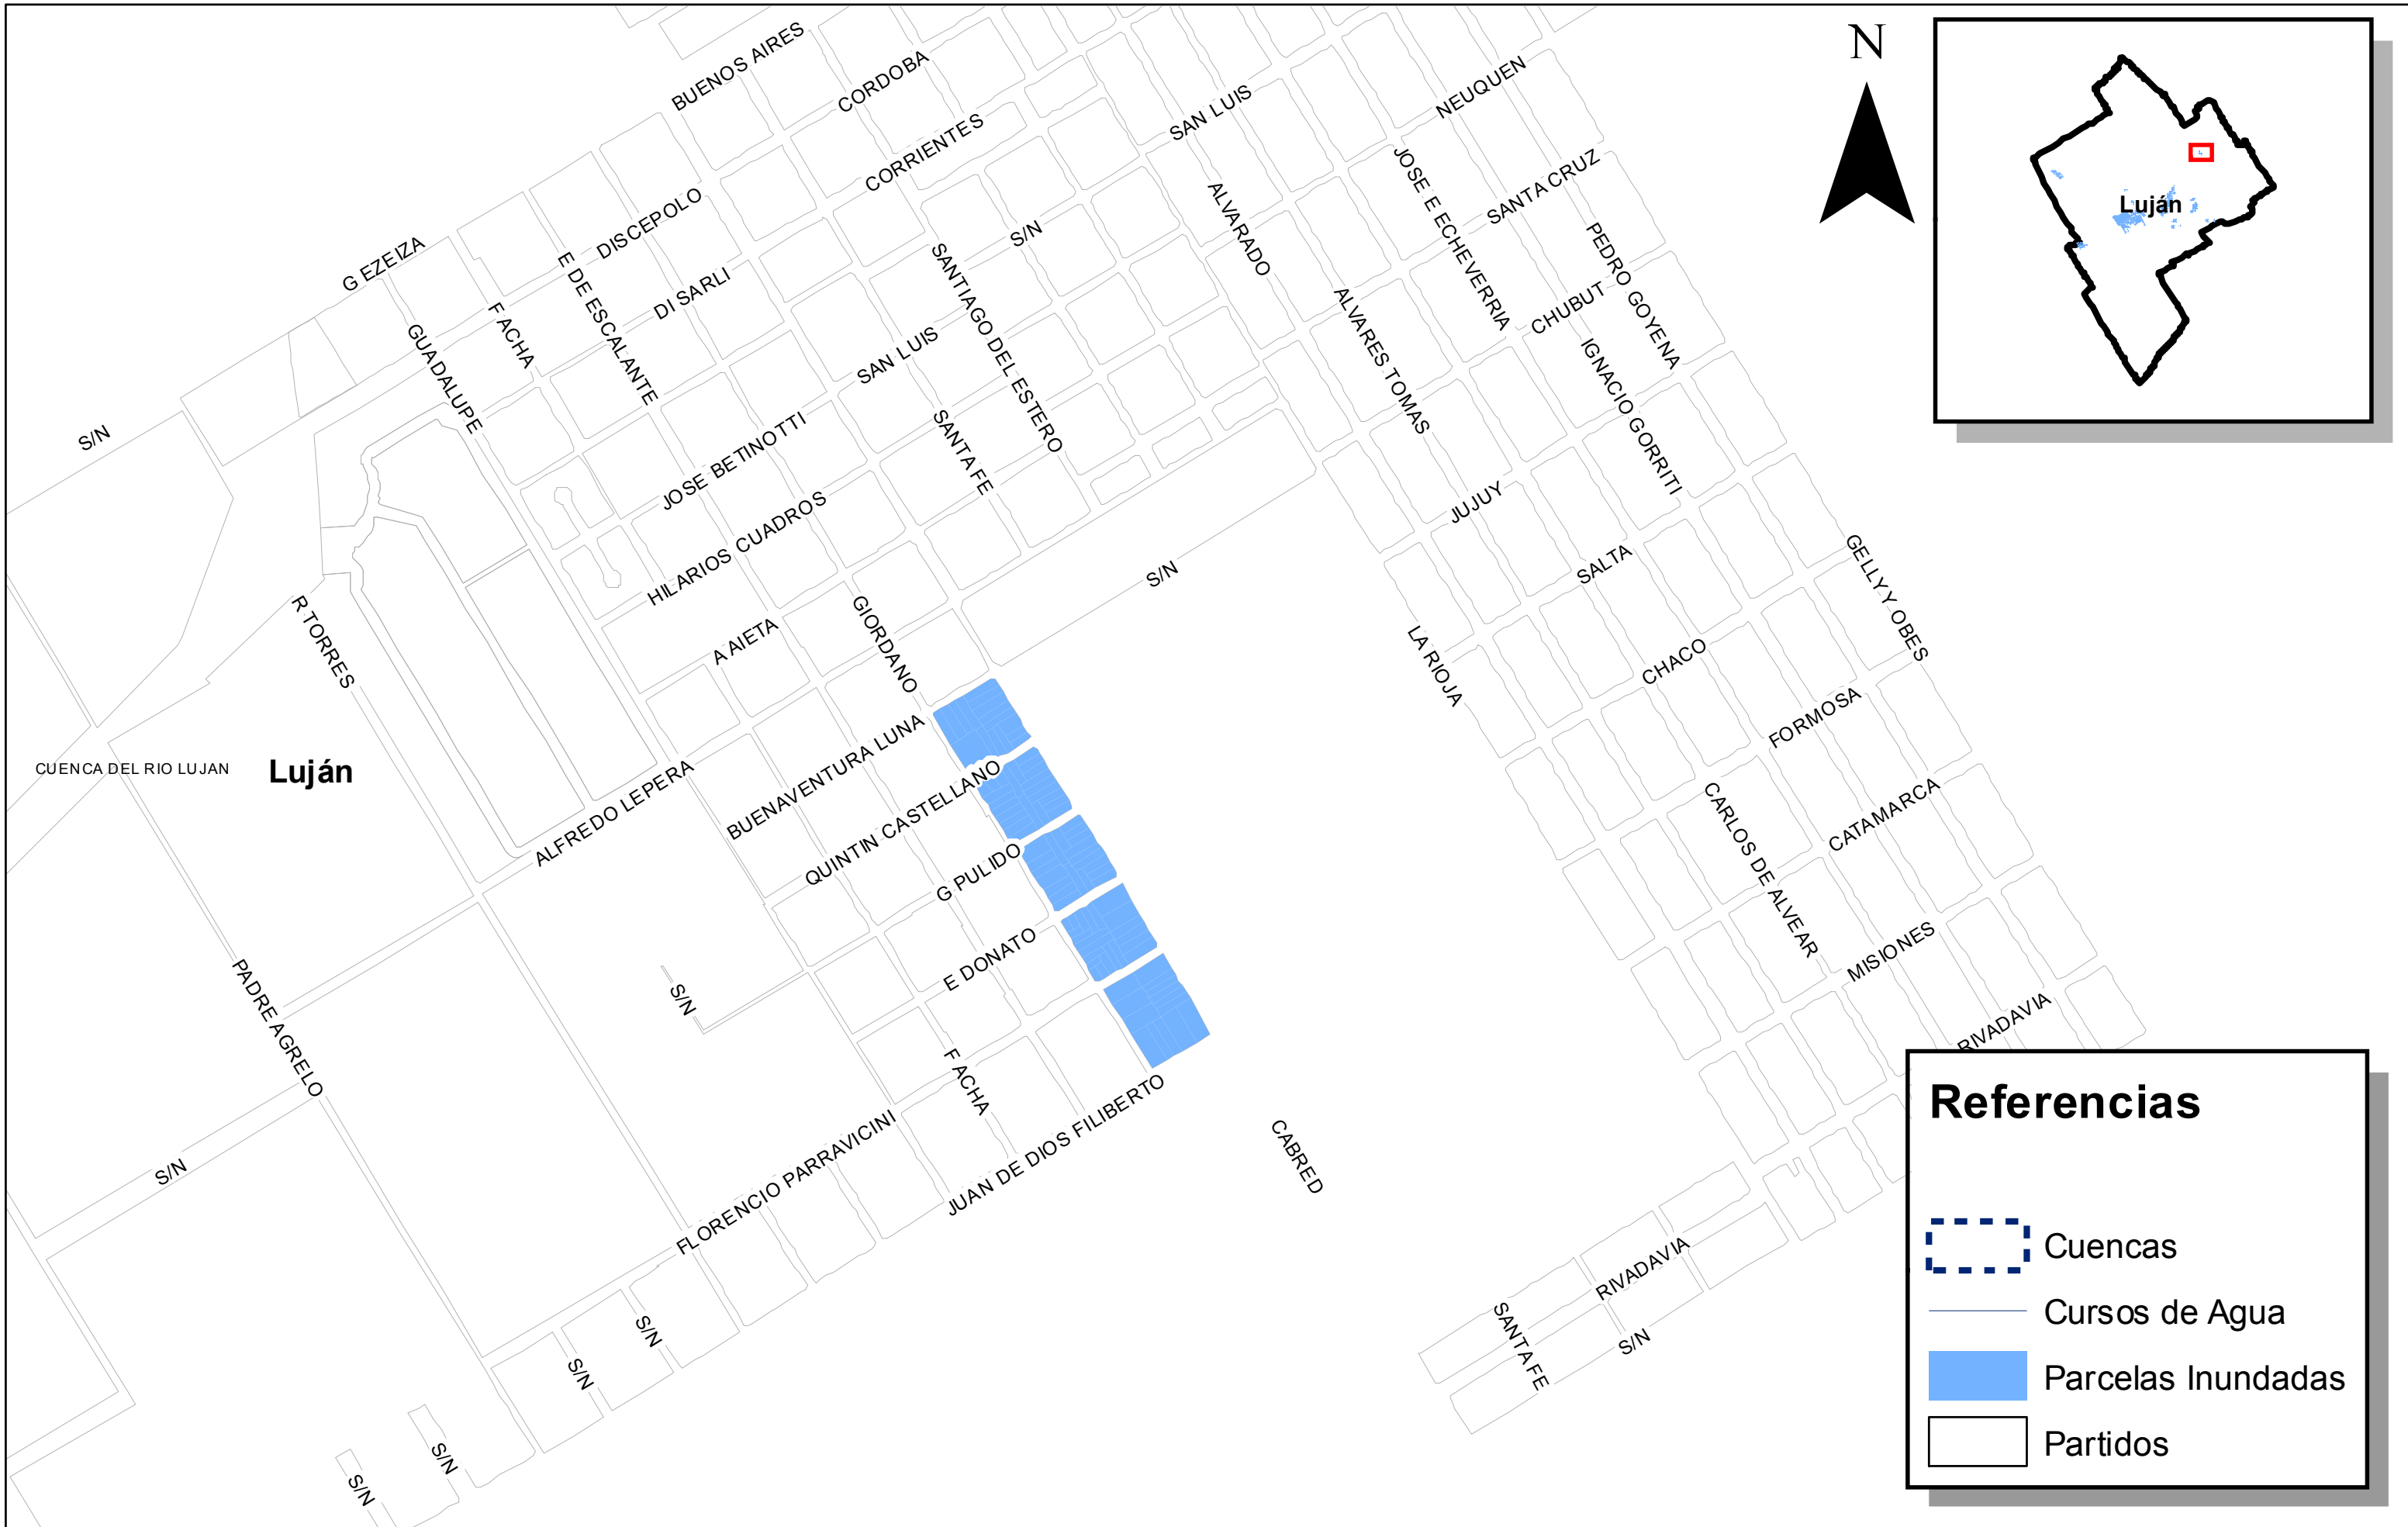 BUENOS AIRES
CORDOBA
CORRIENTES
SAN LUIS
NEUQUEN
N
Luján
G EZEIZA
DISCEPOLO
DI SARLI
E DE ESCALANTE
F ACHA
GUADALUPE
S/N
SANTIAGO DEL ESTERO
S/N
ALVARADO
JOSE E ECHEVERRIA
SANTA CRUZ
PEDRO GOYENA
CHUBUT
ALVARES TOMAS
IGNACIO GORRITI
SAN LUIS
JOSE BETINOTTI
SANTA FE
HILARIOS CUADROS
JUJUY
SALTA
GELLY Y OBES
S/N
R TORRES
A AIETA
GIORDANO
LA RIOJA
CHACO
FORMOSA
CUENCA DEL RIO LUJAN
Luján
ALFREDO LEPERA
BUENAVENTURA LUNA
QUINTIN CASTELLANO
G PULIDO
E DONATO
CARLOS DE ALVEAR
CATAMARCA
MISIONES
RIVADAVIA
PADRE AGRELO
S/N
F ACHA
S/N
FLORENCIO PARRAVICINI
JUAN DE DIOS FILIBERTO
CABRED
RIVADAVIA
SANTA FE
S/N
S/N
S/N
S/N
S/N
Referencias
Cuencas
Cursos de Agua
Parcelas Inundadas
Partidos